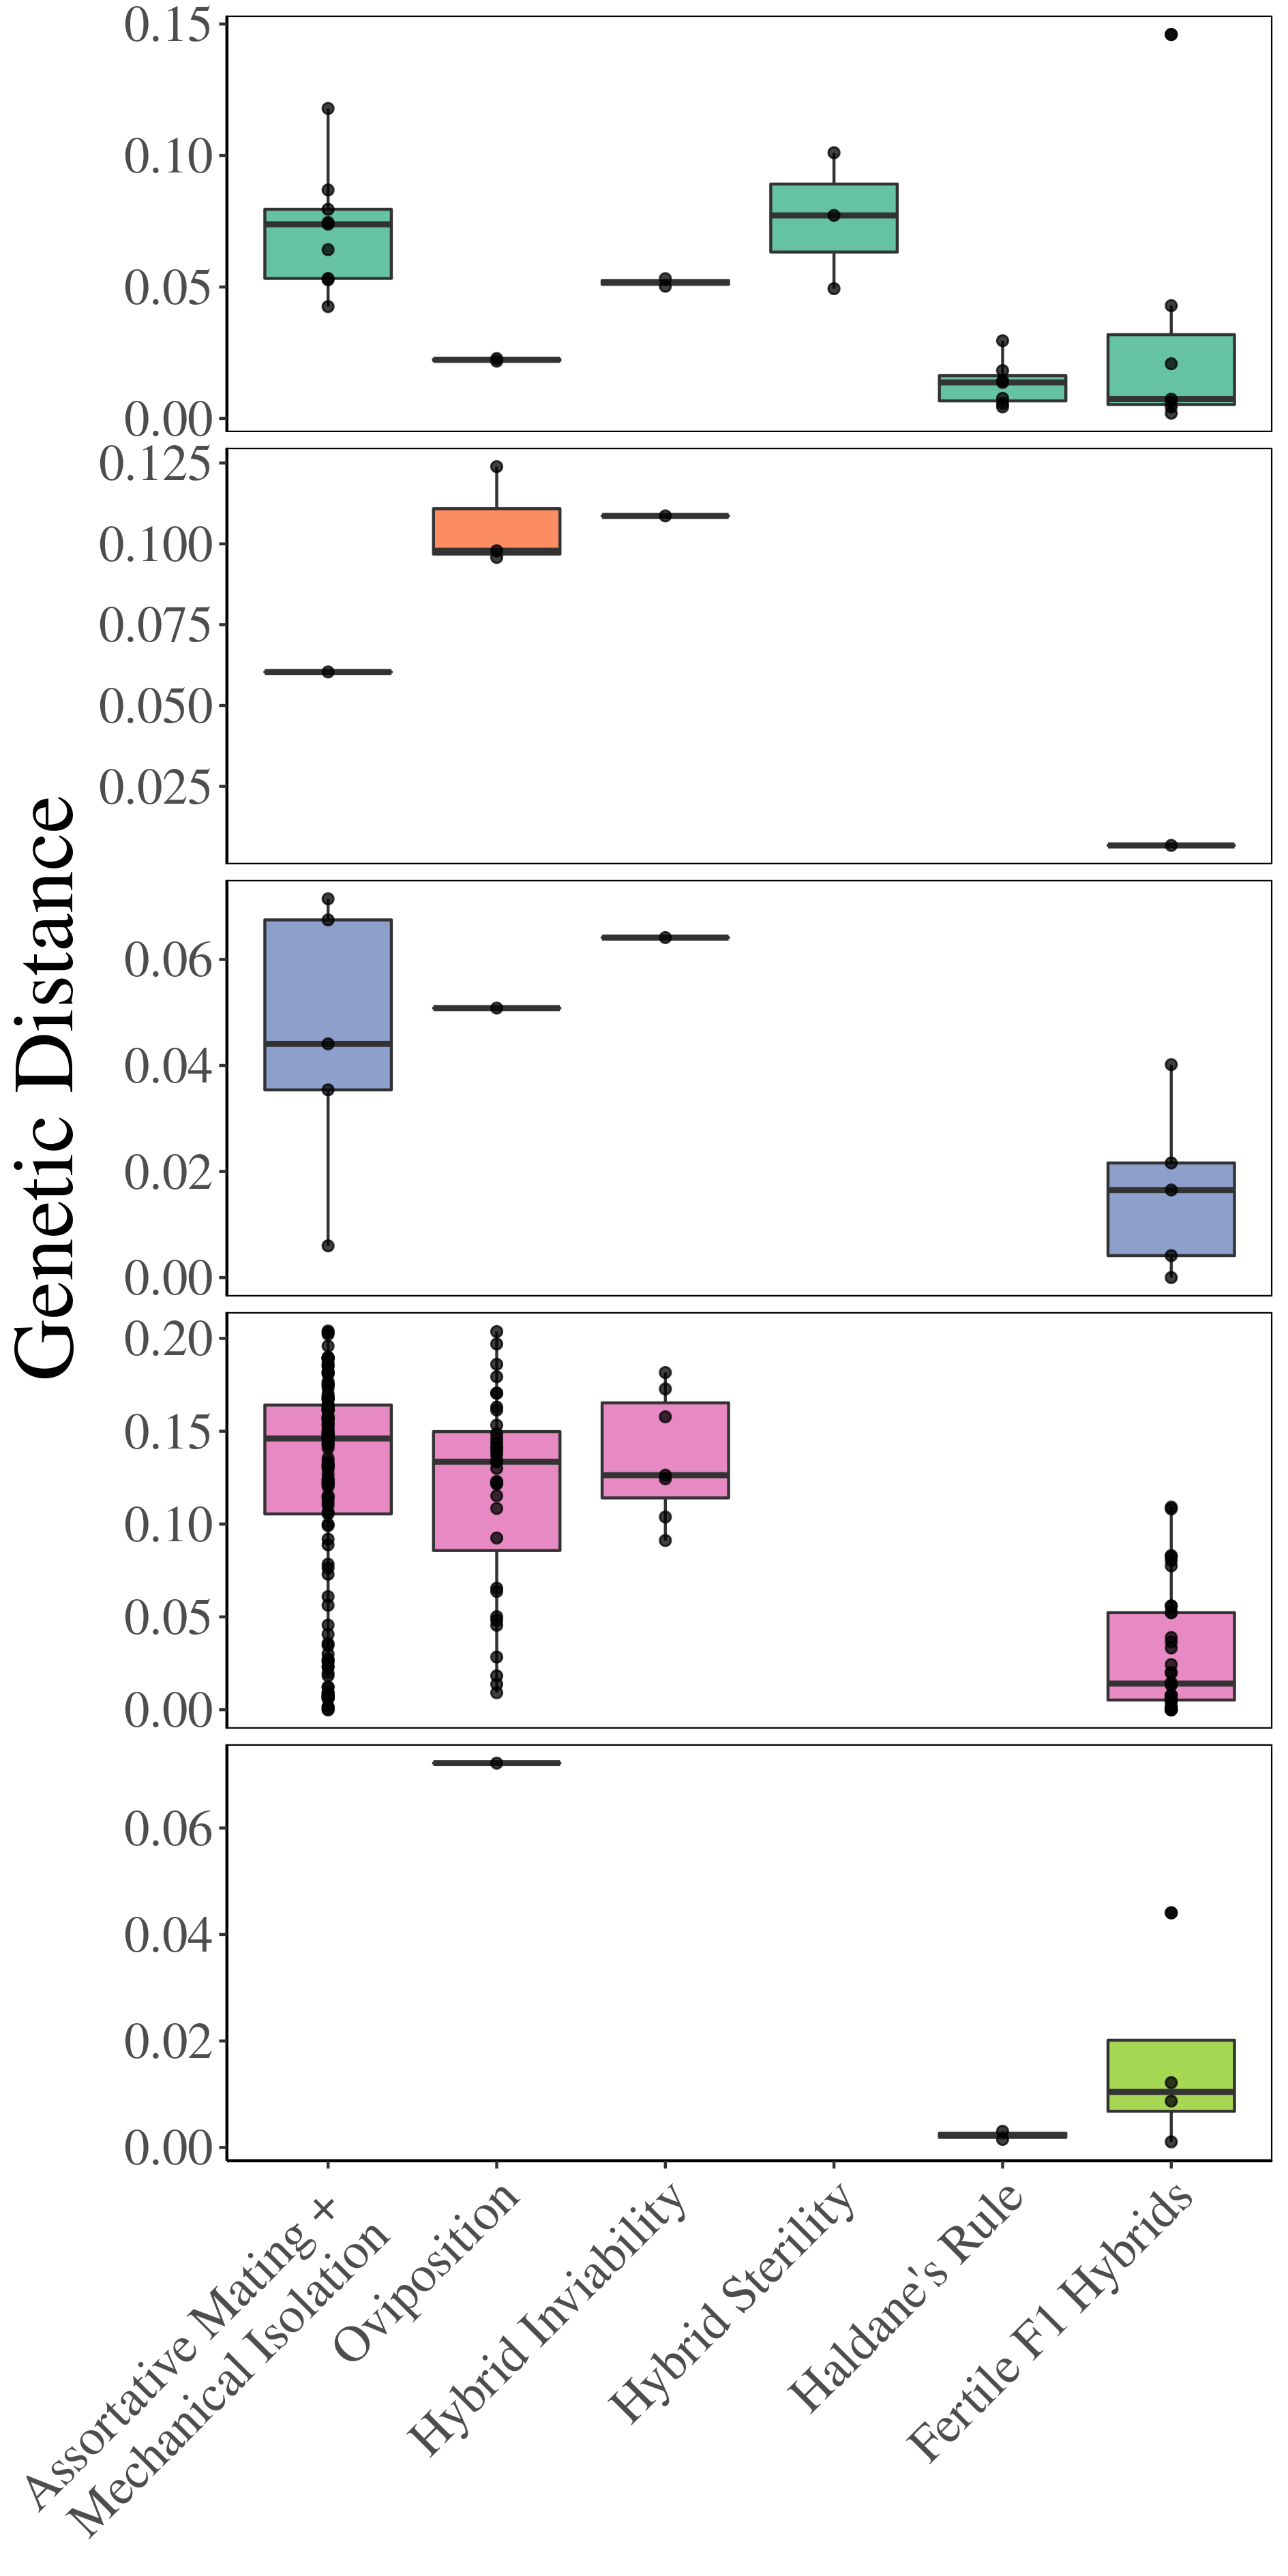 0.15
0.10
0.05
0.00
0.125
0.100
0.075
0.050
0.025
0.06
0.04
0.02
0.00
0.20
0.15
0.10
0.05
0.00
0.06
0.04
0.02
0.00
Genetic Distance
Assortative Mating +
Mechanical Isolation
Oviposition
Hybrid Inviability
Hybrid Sterility
Haldane's Rule
Fertile F1 Hybrids